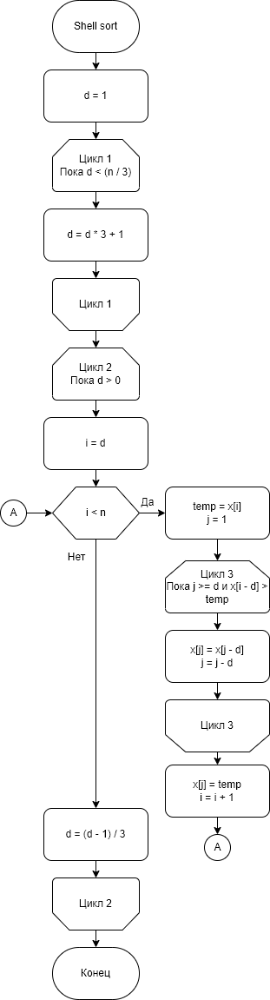 Shell sort
d = 1
Цикл 1
Пока d < (n / 3)
d = d * 3 + 1
Цикл 1
Цикл 2
Пока d > 0
i = d
A
i < n
Да
Нет
temp = x[i]
j = 1
Цикл 3
Пока j >= d и x[i - d] >
temp
x[j] = x[j - d]
j = j - d
Цикл 3
x[j] = temp
i = i + 1
A
d = (d - 1) / 3
Цикл 2
Конец